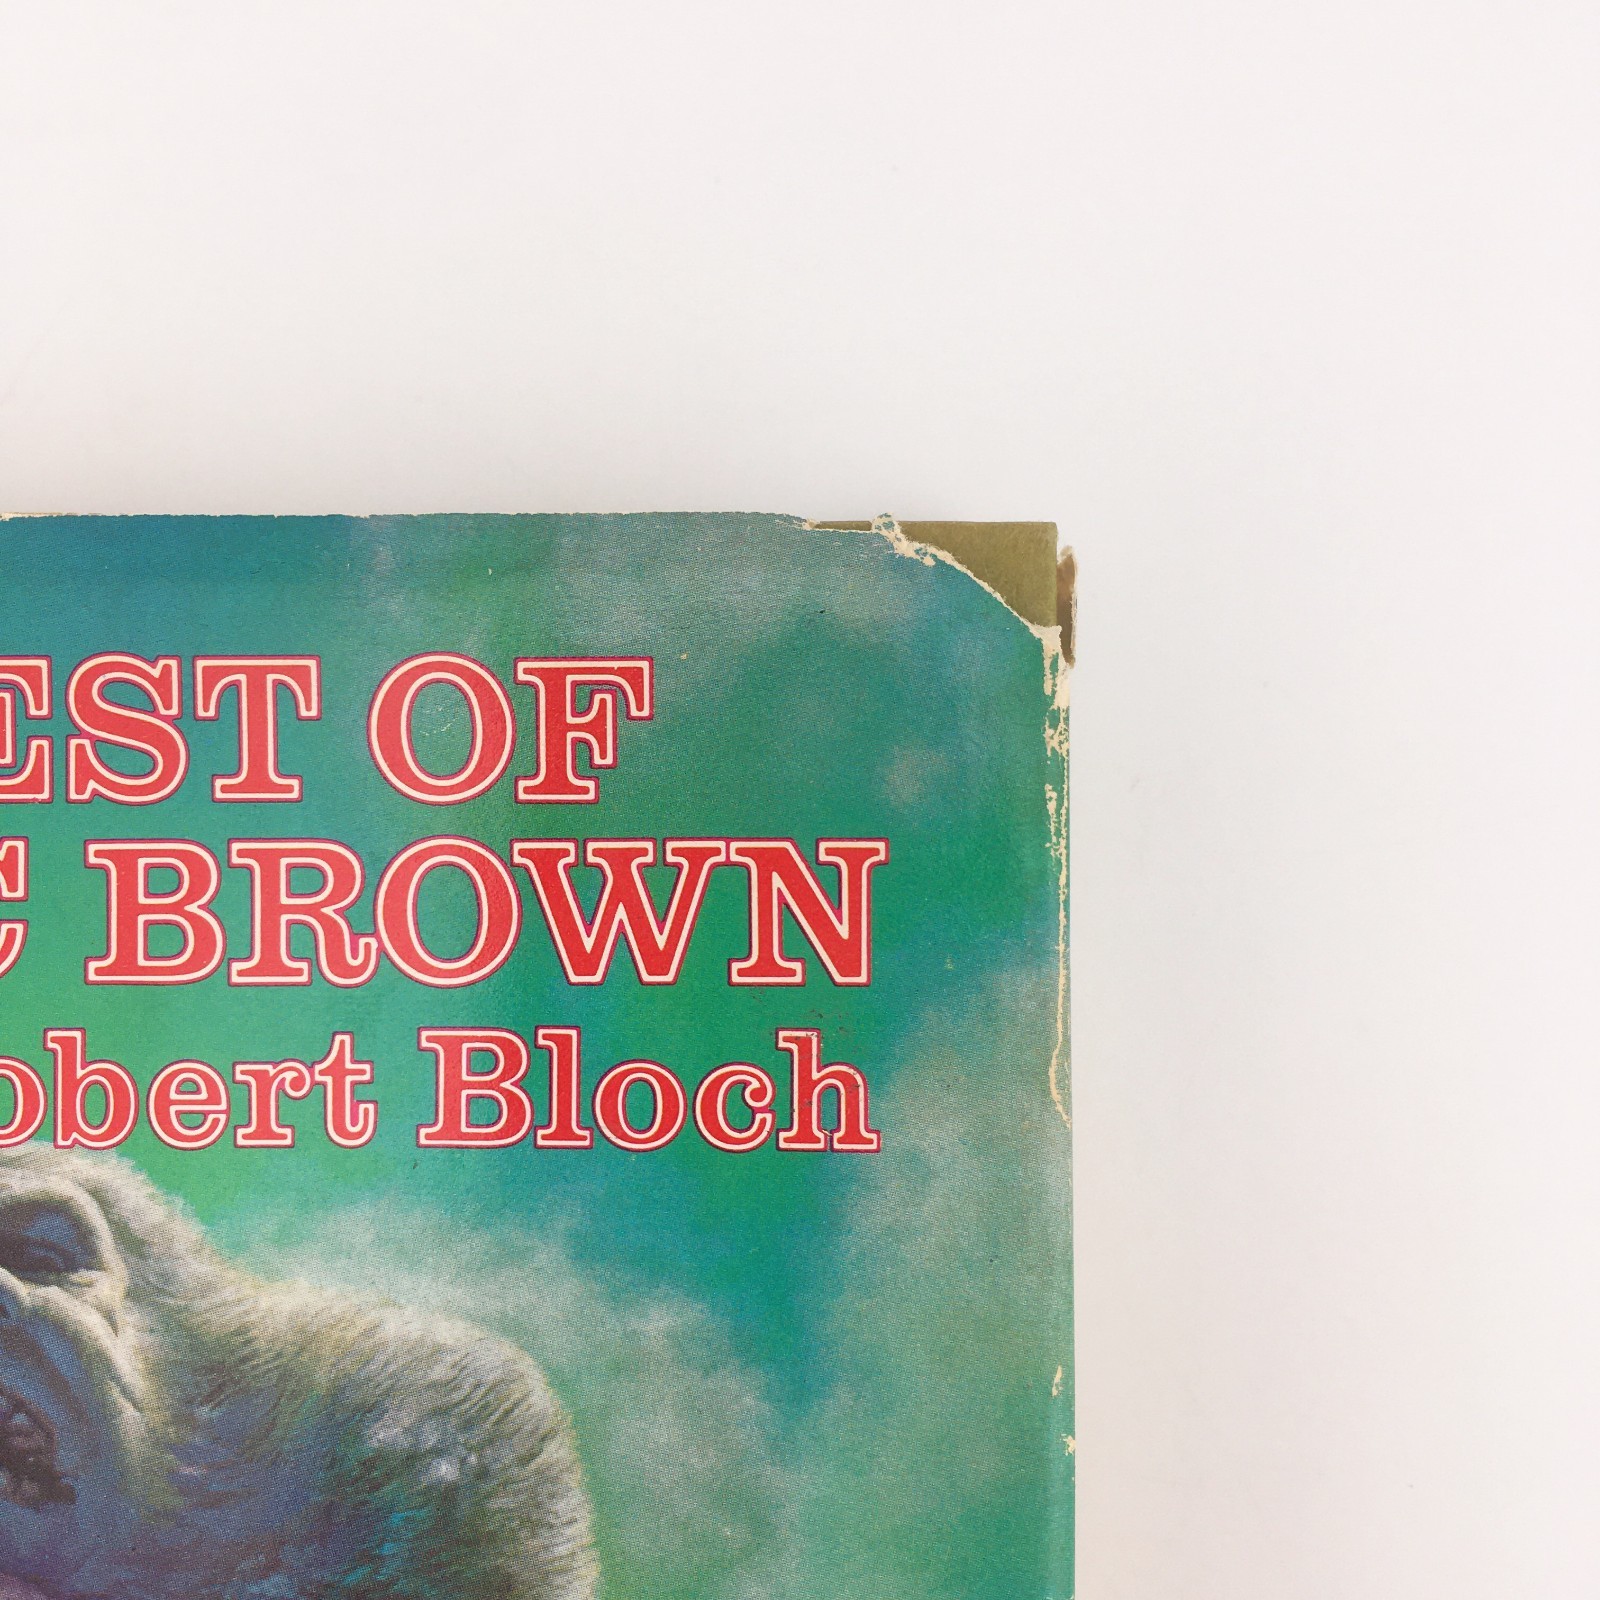 EST OF
C BROWN
obert Bloch